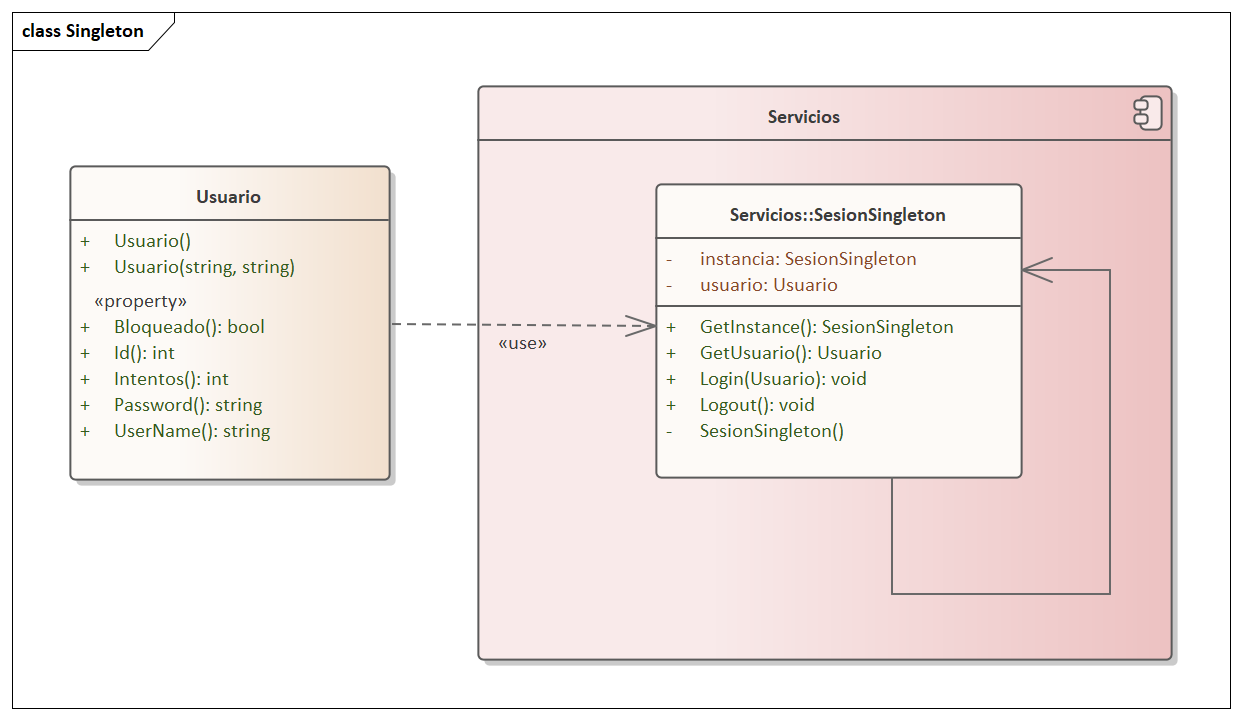 class Singleton
Servicios
Usuario
+ Usuario()
+ Usuario(string, string)
«property»
+ Bloqueado(): bool
+ Id(): int
+ Intentos(): int
+ Password(): string
+ UserName(): string
«use»
Servicios::SesionSingleton
- instancia: SesionSingleton
- usuario: Usuario
+ GetInstance(): SesionSingleton
+ GetUsuario(): Usuario
+ Login(Usuario): void
+ Logout(): void
- SesionSingleton()